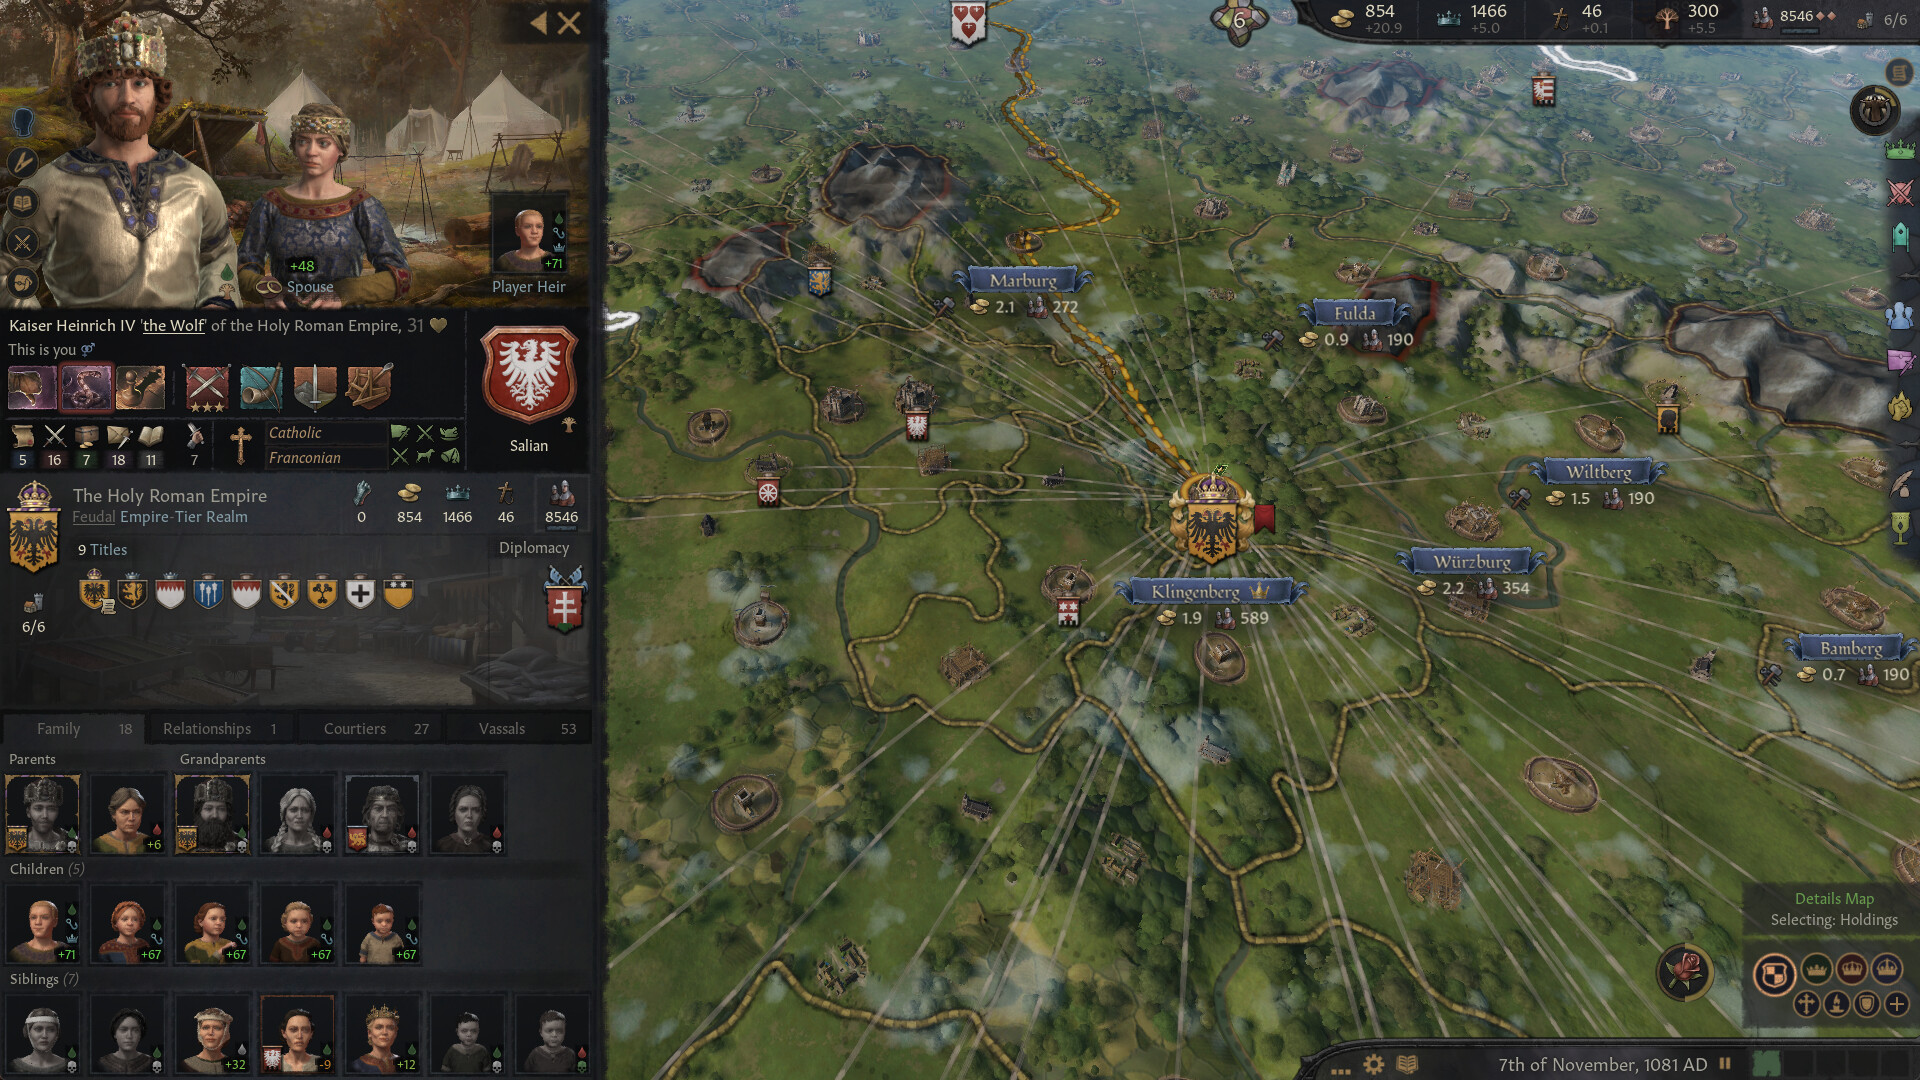 6
854
+20.9
1466
+5.0
46
+0.1
300
+5.5
8546
6/6
+48
Spouse
+71
Player Heir
Kaiser Heinrich IV 'the Wolf' of the Holy Roman Empire, 31
This is you
Salian
5
16
7
18
11
7
Catholic
Franconian
The Holy Roman Empire
Feudal Empire-Tier Realm
0
854
1466
46
8546
9 Titles
Diplomacy
6/6
Family 18
Relationships 1
Courtiers 27
Vassals 53
Parents
Grandparents
+6
Children (5)
+71
+67
+67
+67
+67
Siblings (7)
+32
-9
+12
Marburg
2.1 272
Fulda
0.9 190
Wiltberg
1.5 190
Würzburg
2.2 354
Klingenberg
1.9 589
Bamberg
0.7 190
Details Map
Selecting: Holdings
7th of November, 1081 AD